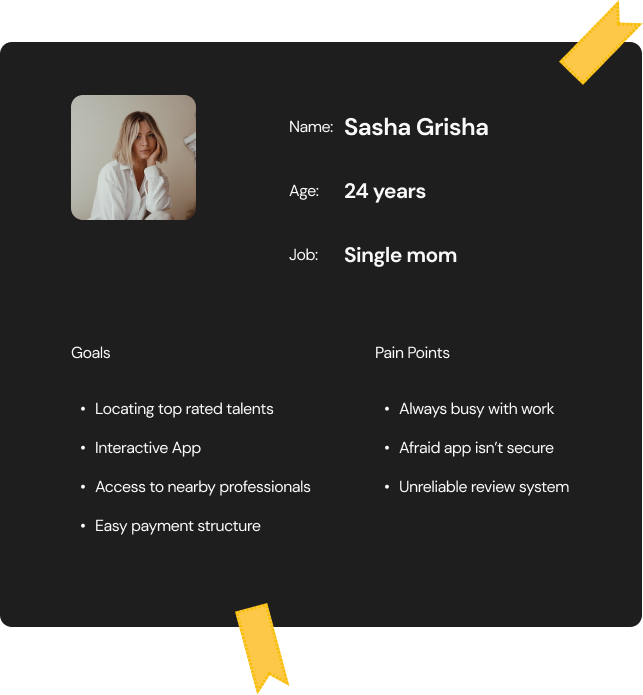 Name: Sasha Grisha
Age: 24 years
Job: Single mom
Goals
• Locating top rated talents
• Interactive App
• Access to nearby professionals
• Easy payment structure
Pain Points
• Always busy with work
• Afraid app isn’t secure
• Unreliable review system